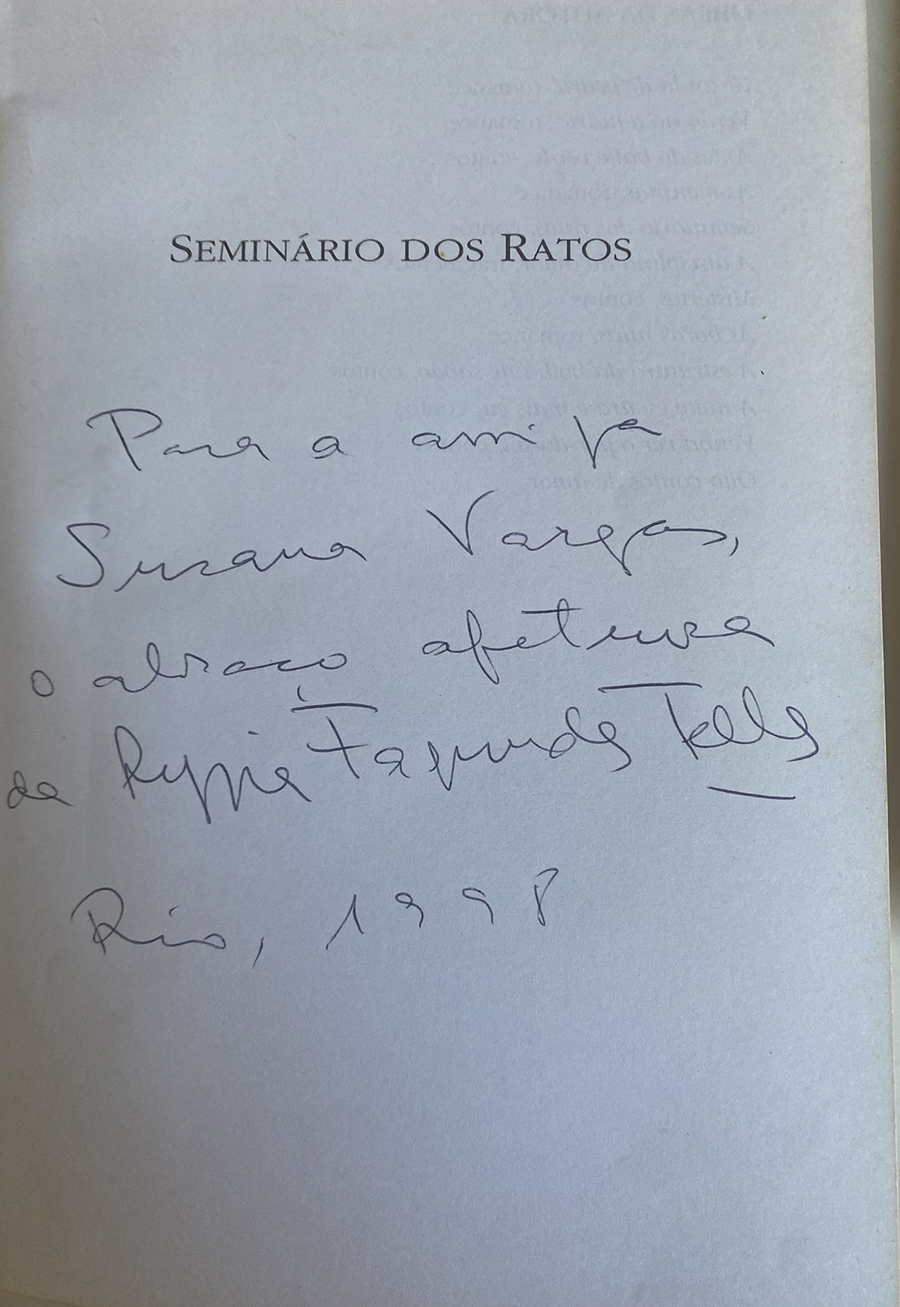 SEMINÁRIO DOS RATOS
Para a amiga
Suzana Vargas,
o abraço afetuoso
da Lygia Fagundes Telles
Rio, 1998